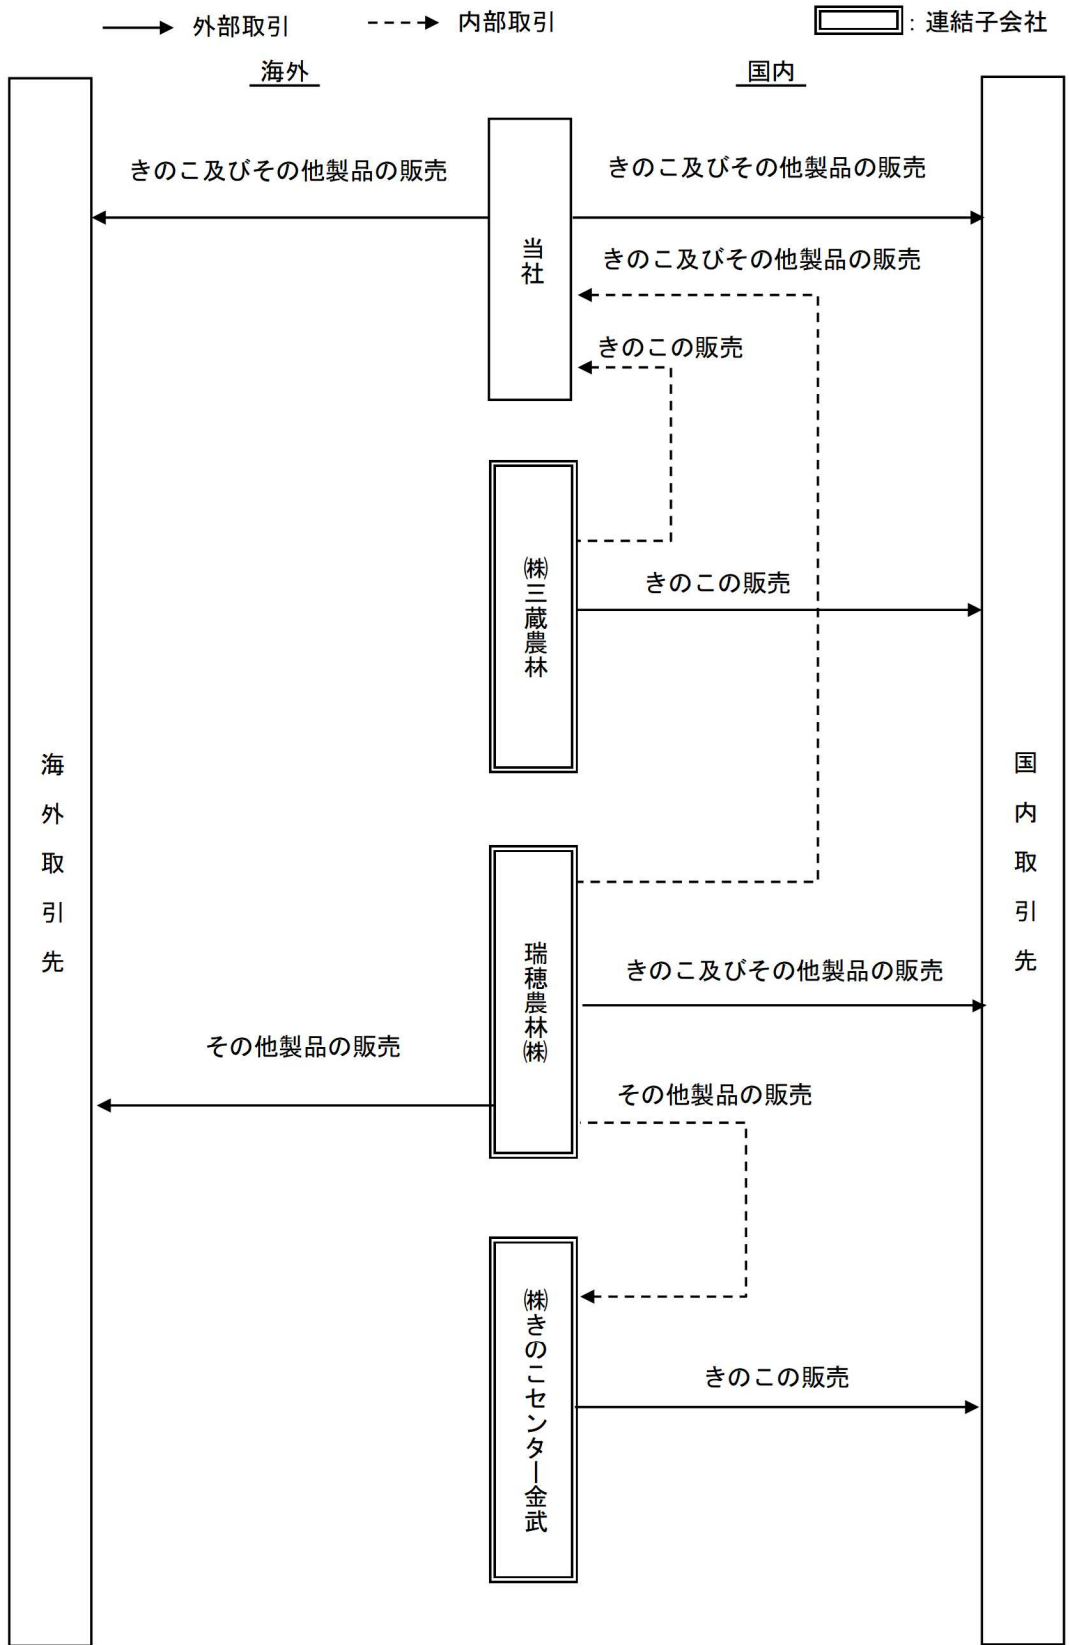 外部取引
内部取引
：連結子会社
海外
国内
きのこ及びその他製品の販売
きのこ及びその他製品の販売
当社
きのこ及びその他製品の販売
きのこの販売
㈱三蔵農林
きのこの販売
海外取引先
国内取引先
瑞穂農林㈱
きのこ及びその他製品の販売
その他製品の販売
その他製品の販売
㈱きのこセンター金武
きのこの販売